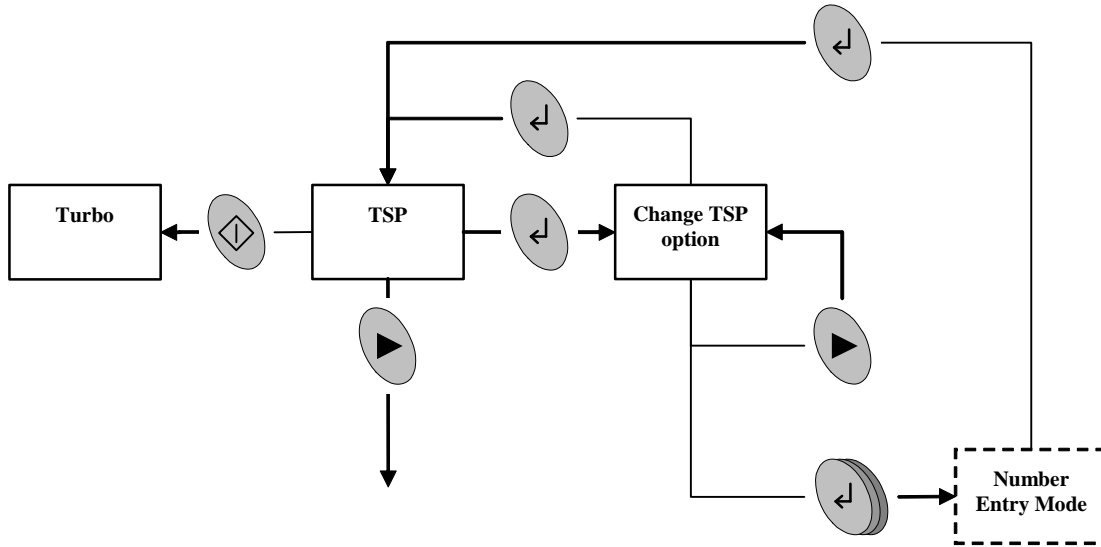 Turbo
TSP
Change TSP
option
Number
Entry Mode